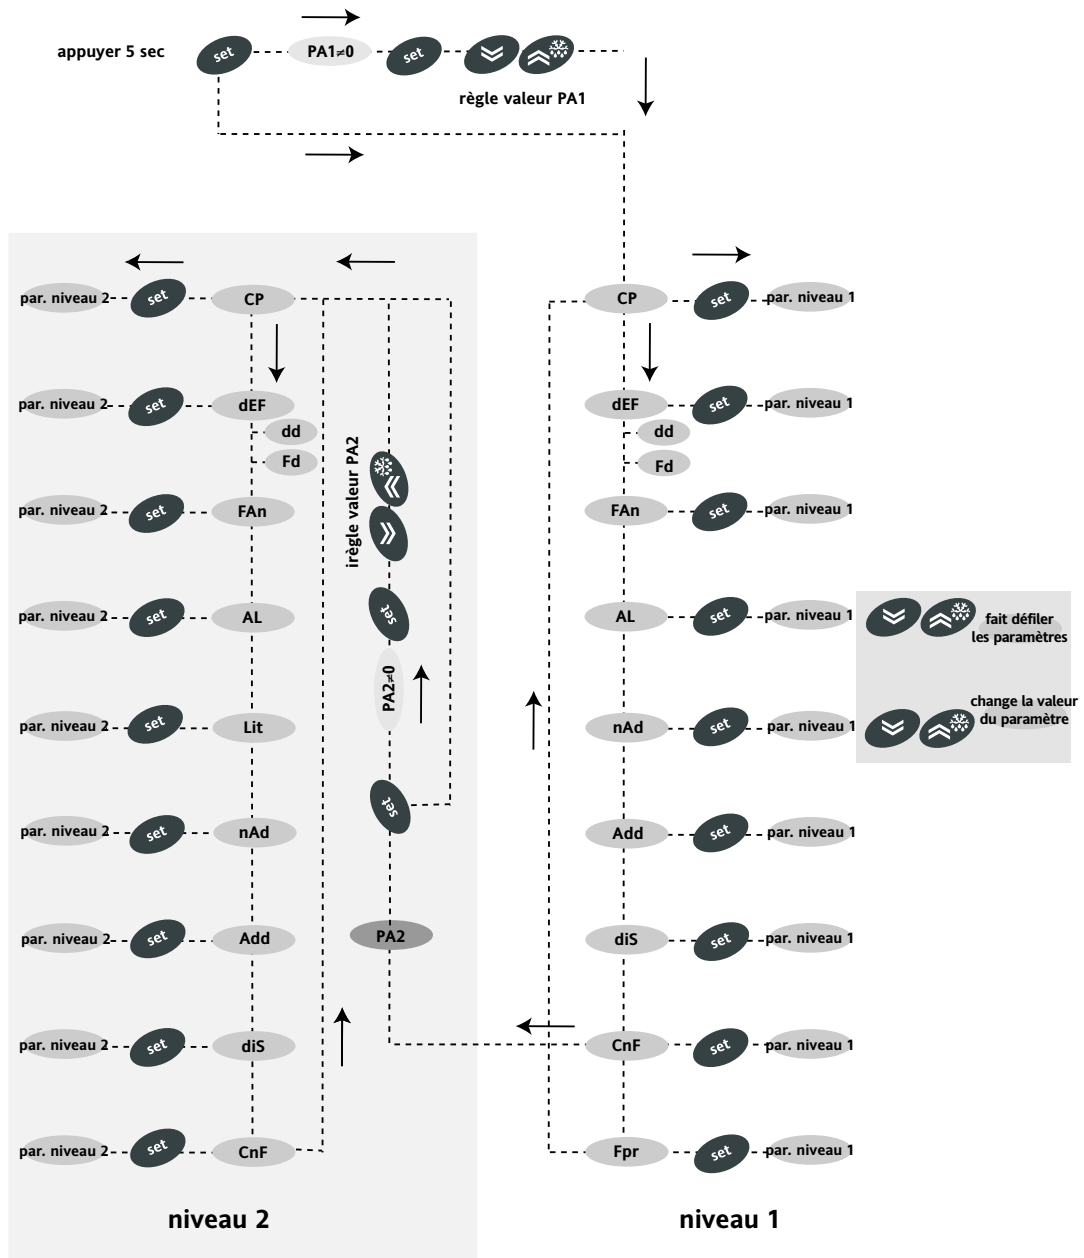 appuyer 5 sec set PA1≠0 set
règle valeur PA1
par. niveau 2 set CP
par. niveau 2 set dEF
dd
Fd
par. niveau 2 set FAn
par. niveau 2 set AL
par. niveau 2 set Lit
par. niveau 2 set nAd
par. niveau 2 set Add
par. niveau 2 set diS
par. niveau 2 set CnF
irègle valeur PA2
set
PA2≠0
set
PA2
niveau 2
CP set par. niveau 1
dEF set par. niveau 1
dd
Fd
FAn set par. niveau 1
AL set par. niveau 1
nAd set par. niveau 1
Add set par. niveau 1
diS set par. niveau 1
CnF set par. niveau 1
Fpr set par. niveau 1
niveau 1
fait défiler
les paramètres
change la valeur
du paramètre